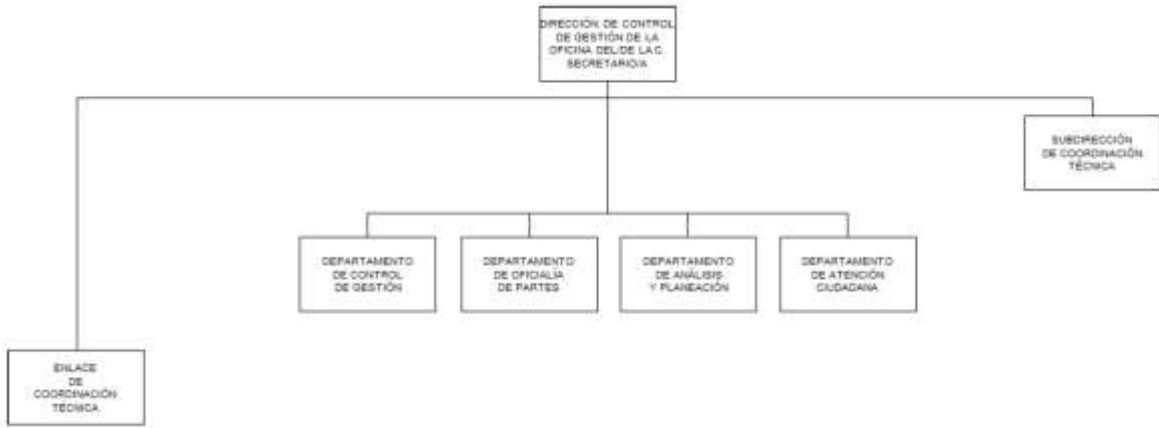 DIRECCIÓN DE CONTROL
DE GESTIÓN DE LA
OFICINA DEL/DE LA C.
SECRETARIO/A
SUBDIRECCIÓN
DE COORDINACIÓN
TÉCNICA
DEPARTAMENTO
DE CONTROL
DE GESTIÓN
DEPARTAMENTO
DE OFICIALÍA
DE PARTES
DEPARTAMENTO
DE ANÁLISIS
Y PLANEACIÓN
DEPARTAMENTO
DE ATENCIÓN
CIUDADANA
ENLACE
DE
COORDINACIÓN
TÉCNICA